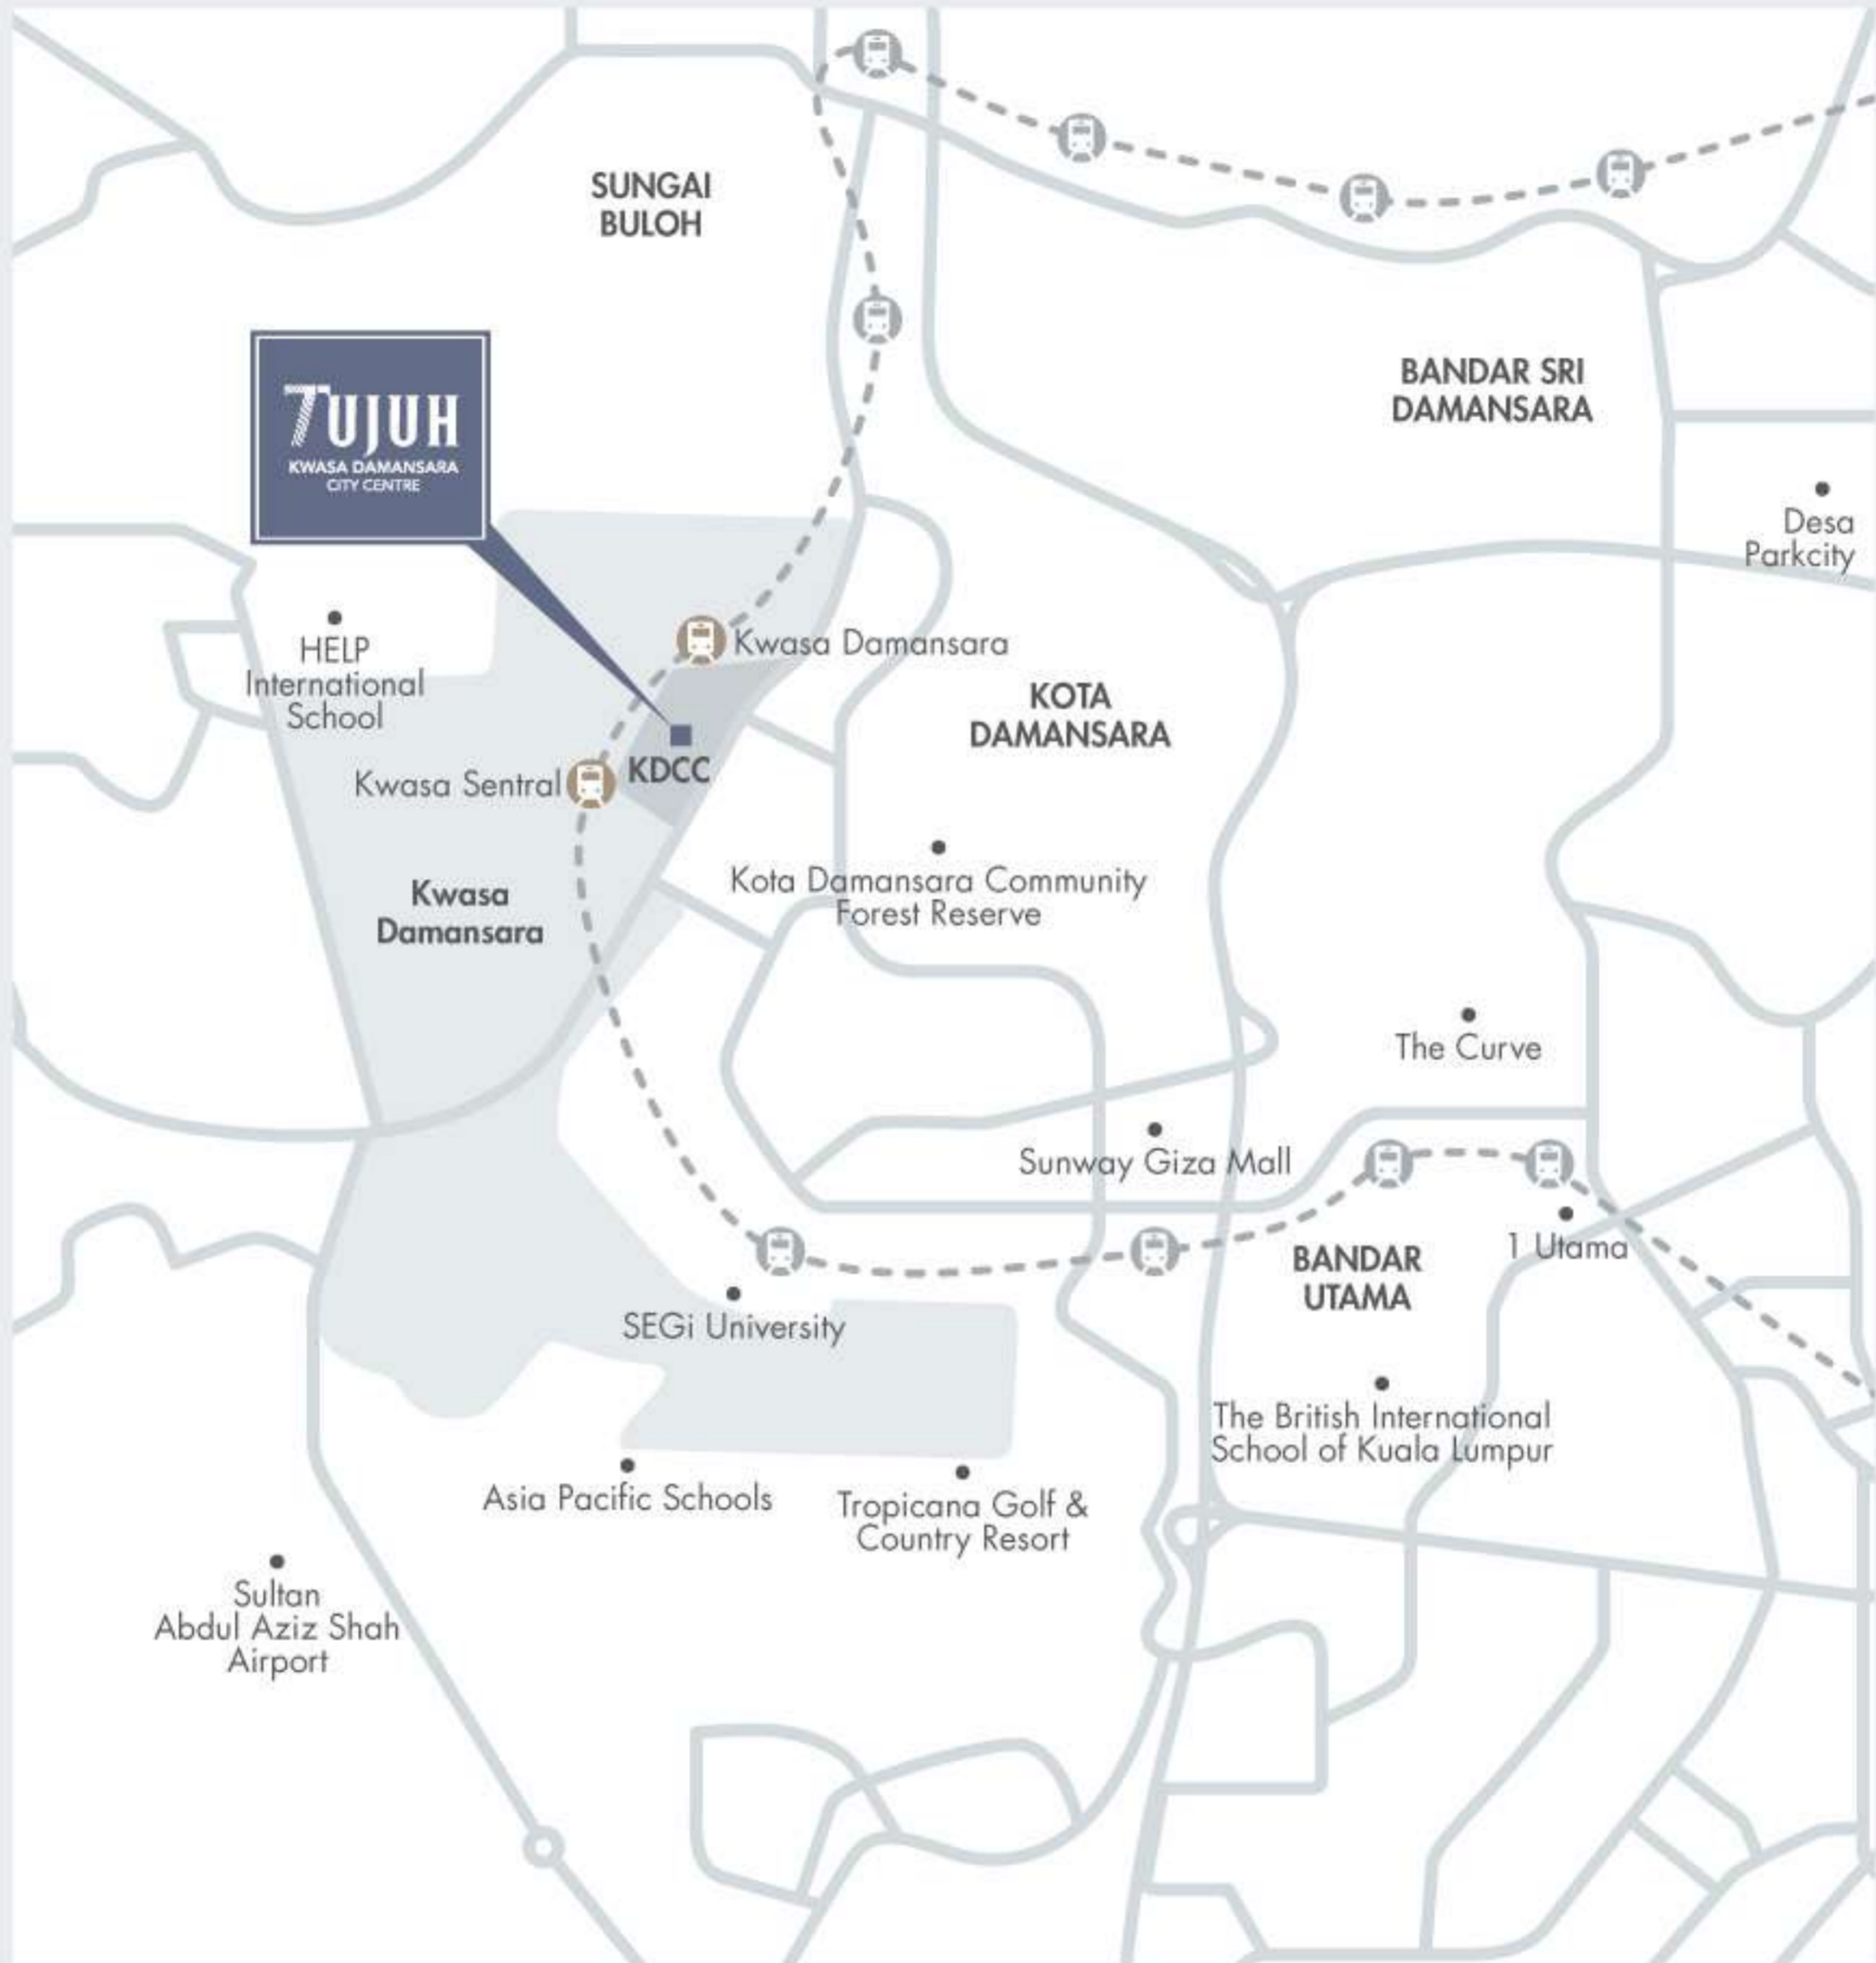 SUNGAI
BULOH
7UJUH
KWASA DAMANSARA
CITY CENTRE
BANDAR SRI
DAMANSARA
Desa
Parkcity
HELP
International
School
Kwasa Damansara
KOTA
DAMANSARA
KDCC
Kwasa Sentral
Kota Damansara Community
Forest Reserve
Kwasa
Damansara
The Curve
Sunway Giza Mall
1 Utama
BANDAR
UTAMA
SEGi University
The British International
School of Kuala Lumpur
Asia Pacific Schools
Tropicana Golf &
Country Resort
Sultan
Abdul Aziz Shah
Airport